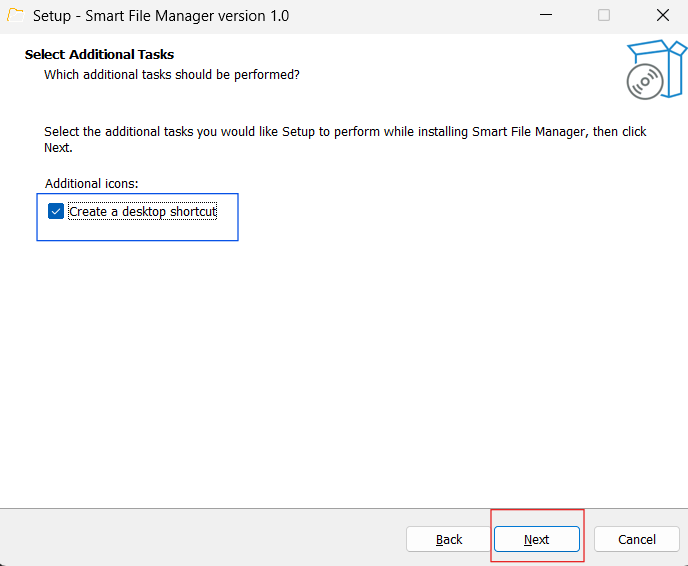 Setup - Smart File Manager version 1.0
Select Additional Tasks
Which additional tasks should be performed?
Select the additional tasks you would like Setup to perform while installing Smart File Manager, then click
Next.
Additional icons:
Create a desktop shortcut
Back Next Cancel